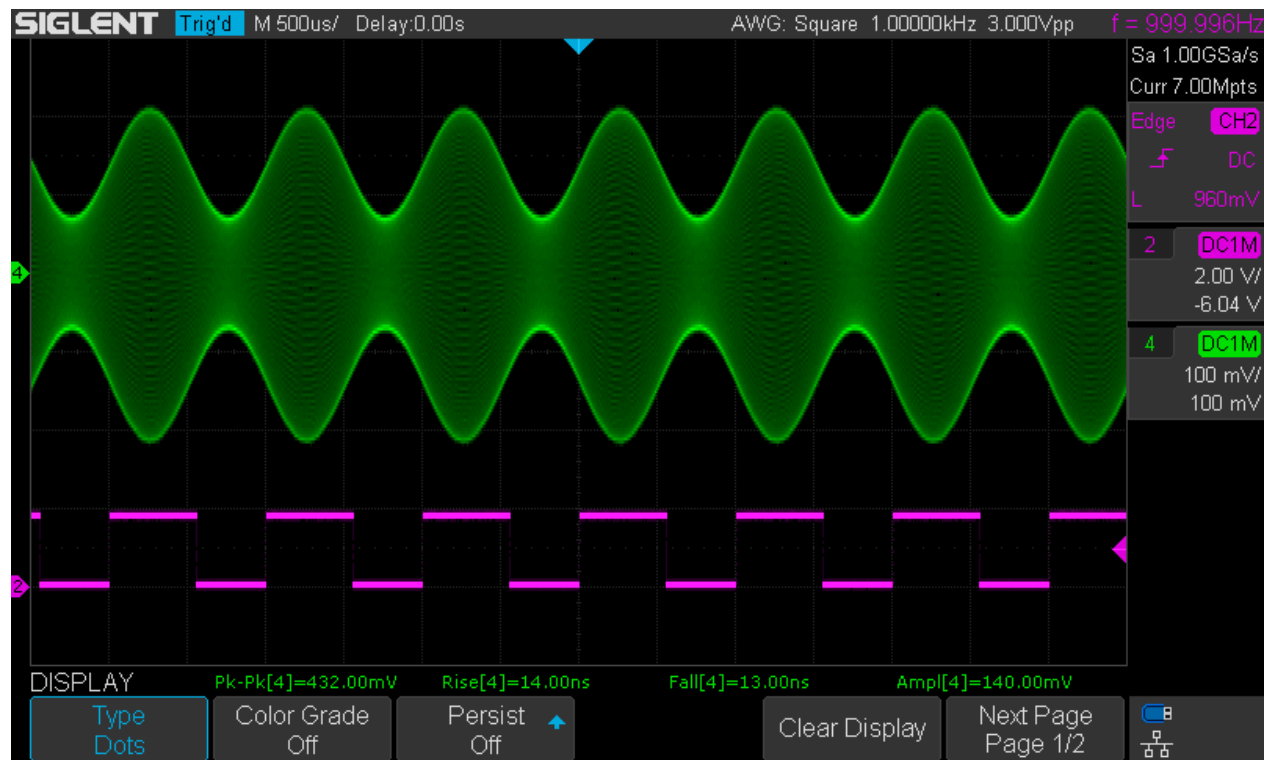 SIGLENT Trig'd M 500us/ Delay:0.00s AWG: Square 1.00000kHz 3.000Vpp f = 999.996Hz
Sa 1.00GSa/s
Curr 7.00Mpts
Edge CH2
DC
L 960mV
2 DC1M
2.00 V/
-6.04 V
4 DC1M
100 mV/
100 mV
4
2
DISPLAY Pk-Pk[4]=432.00mV Rise[4]=14.00ns Fall[4]=13.00ns Ampl[4]=140.00mV
Type Color Grade Persist Clear Display Next Page
Dots Off Off Page 1/2